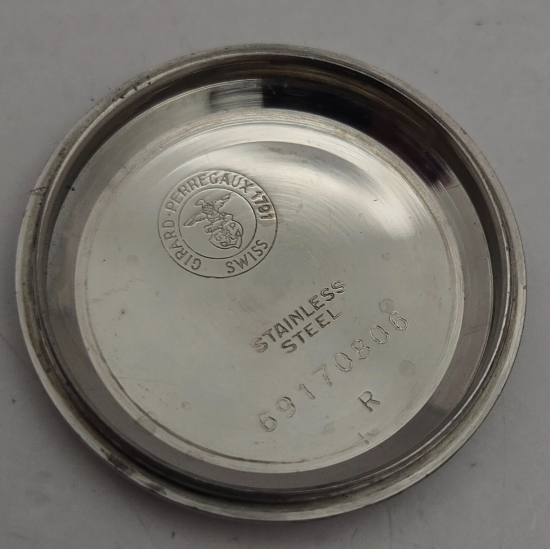 GIRARD-PERREGAUX 1791
SWISS
STAINLESS
STEEL
69170806
R